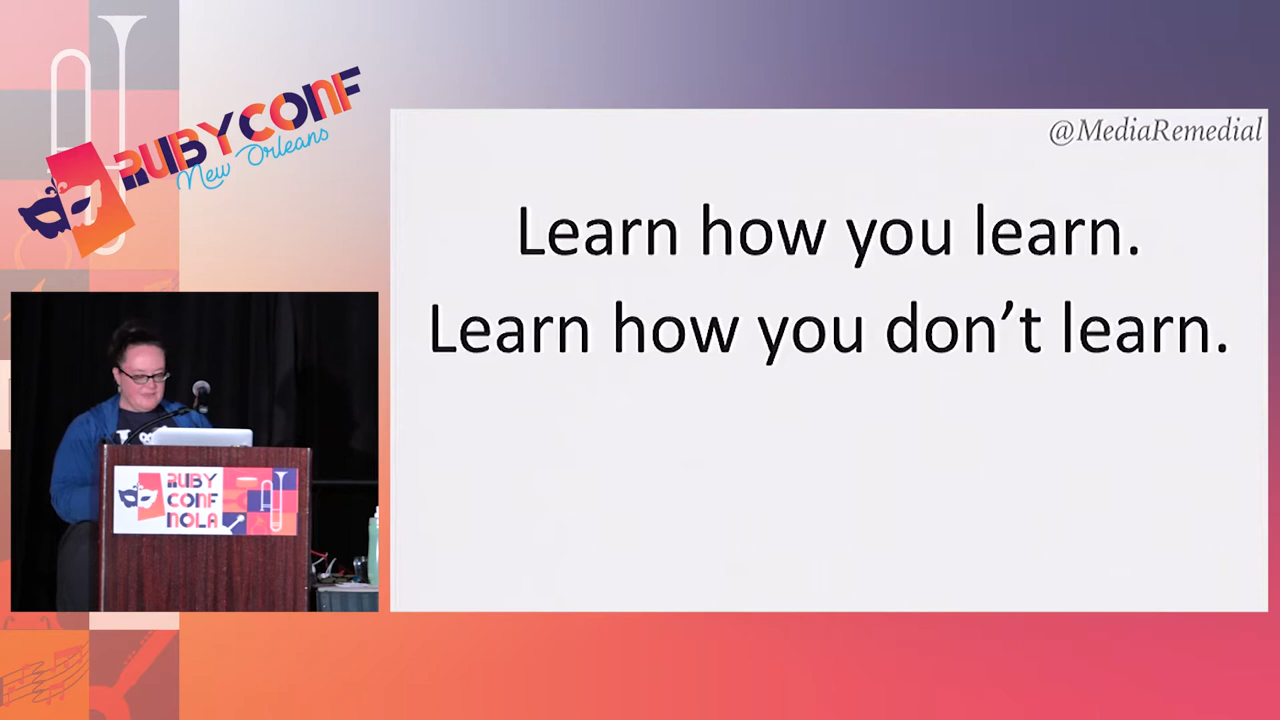 RUBYCONF
New Orleans
@MediaRemedial
Learn how you learn.
Learn how you don’t learn.
RUBY
CONF
NOLA